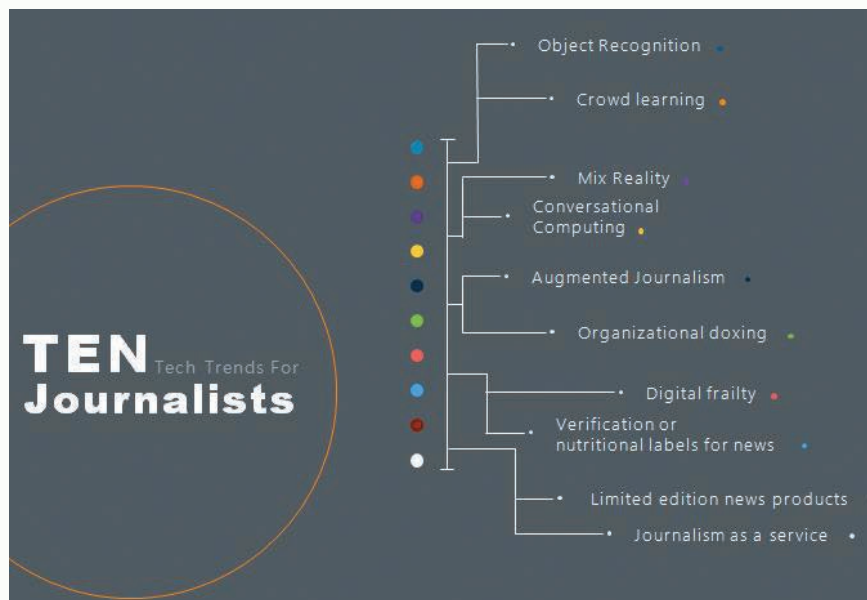 TEN Tech Trends For
Journalists
Object Recognition
Crowd learning
Mix Reality
Conversational
Computing
Augmented Journalism
Organizational doxing
Digital frailty
Verification or
nutritional labels for news
Limited edition news products
Journalism as a service